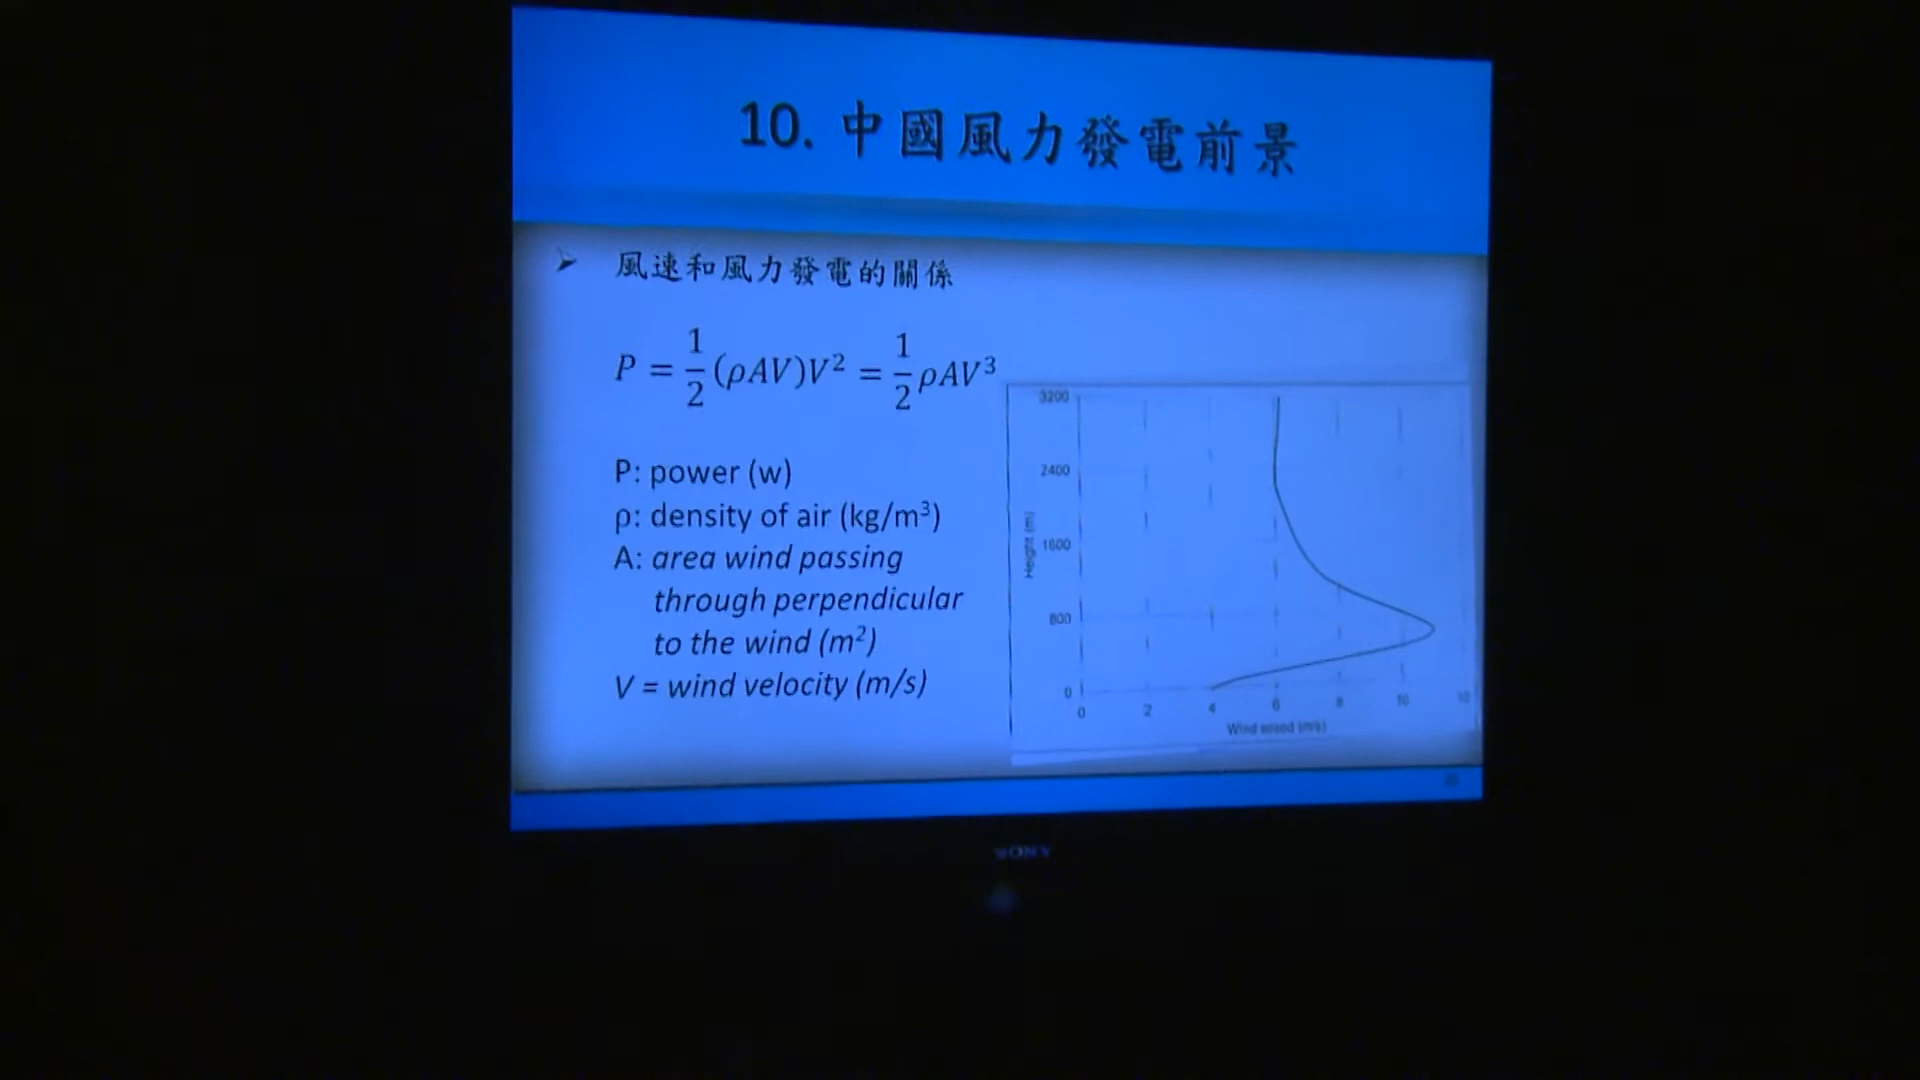 10. 中國風力發電前景
➢ 風速和風力發電的關係
P = 1/2 (ρAV)V² = 1/2 ρAV³
P: power (w)
ρ: density of air (kg/m³)
A: area wind passing
through perpendicular
to the wind (m²)
V = wind velocity (m/s)
3200
2400
1600
800
0
Height (m)
0 2 4 6 8 10 12
Wind speed (m/s)
SONY